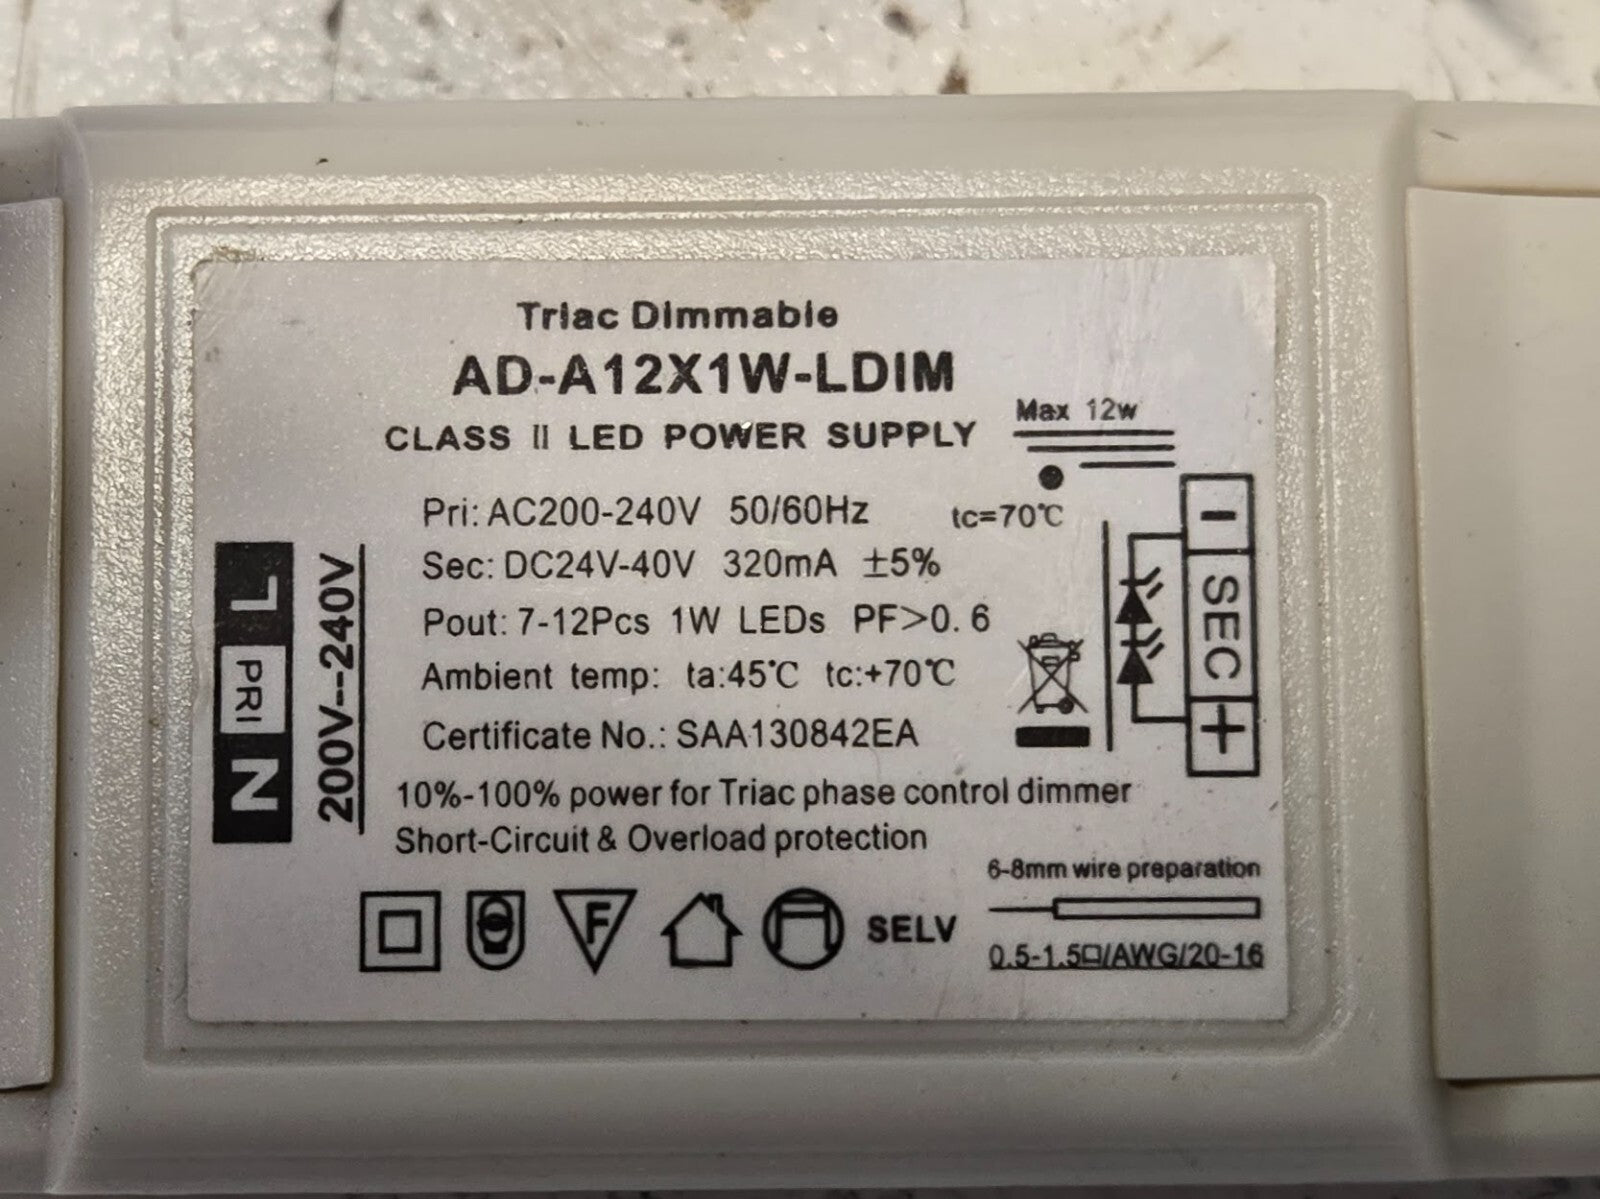 Triac Dimmable
AD-A12X1W-LDIM
CLASS II LED POWER SUPPLY
Max 12w
Pri: AC200-240V 50/60Hz
tc=70℃
Sec: DC24V-40V 320mA ±5%
Pout: 7-12Pcs 1W LEDs PF>0.6
Ambient temp: ta:45℃ tc:+70℃
Certificate No.: SAA130842EA
10%-100% power for Triac phase control dimmer
Short-Circuit & Overload protection
L PRI N
200V--240V
- SEC +
F
SELV
6-8mm wire preparation
0.5-1.5□/AWG/20-16